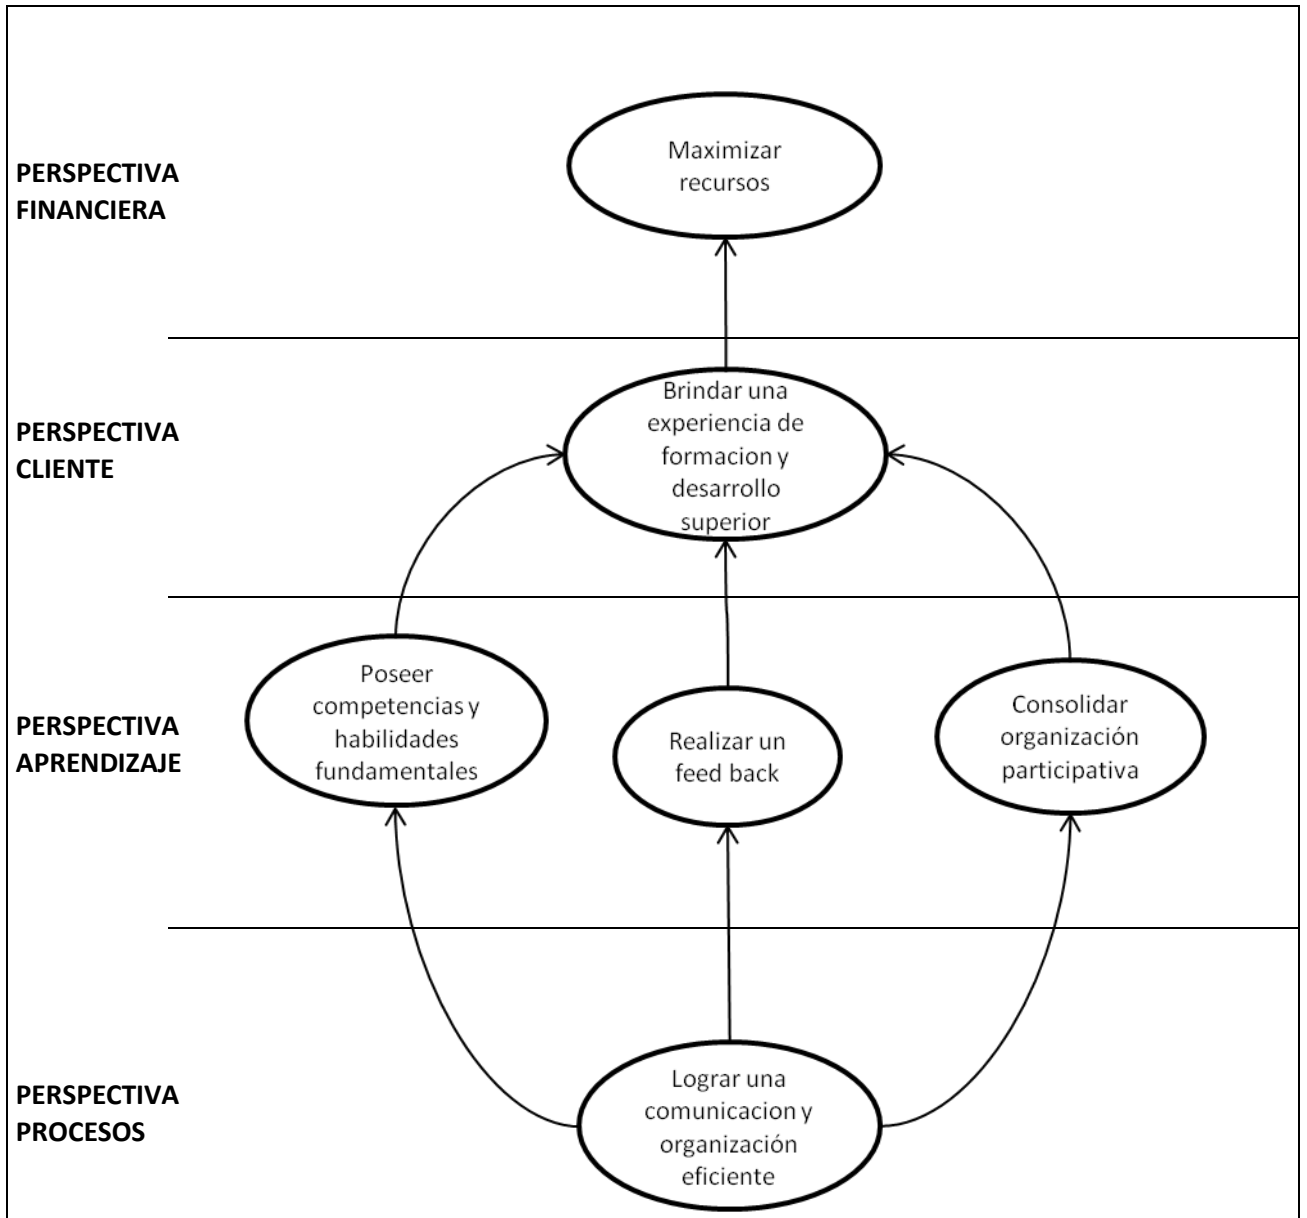 PERSPECTIVA
FINANCIERA
Maximizar
recursos
PERSPECTIVA
CLIENTE
Brindar una
experiencia de
formacion y
desarrollo
superior
PERSPECTIVA
APRENDIZAJE
Poseer
competencias y
habilidades
fundamentales
Realizar un
feed back
Consolidar
organización
participativa
PERSPECTIVA
PROCESOS
Lograr una
comunicacion y
organización
eficiente